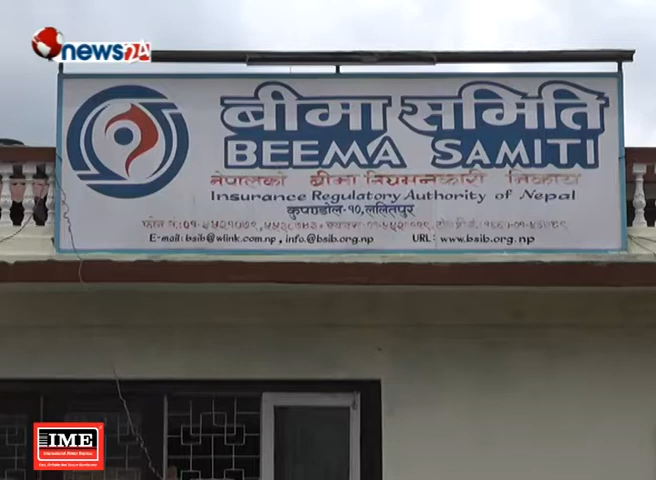 news24
बीमा समिति
BEEMA SAMITI
नेपालको बीमा नियमनकारी निकाय
Insurance Regulatory Authority of Nepal
कुपण्डोल-१०, ललितपुर
E-mail: bsib@wlink.com.np , info@bsib.org.np URL: www.bsib.org.np
IME